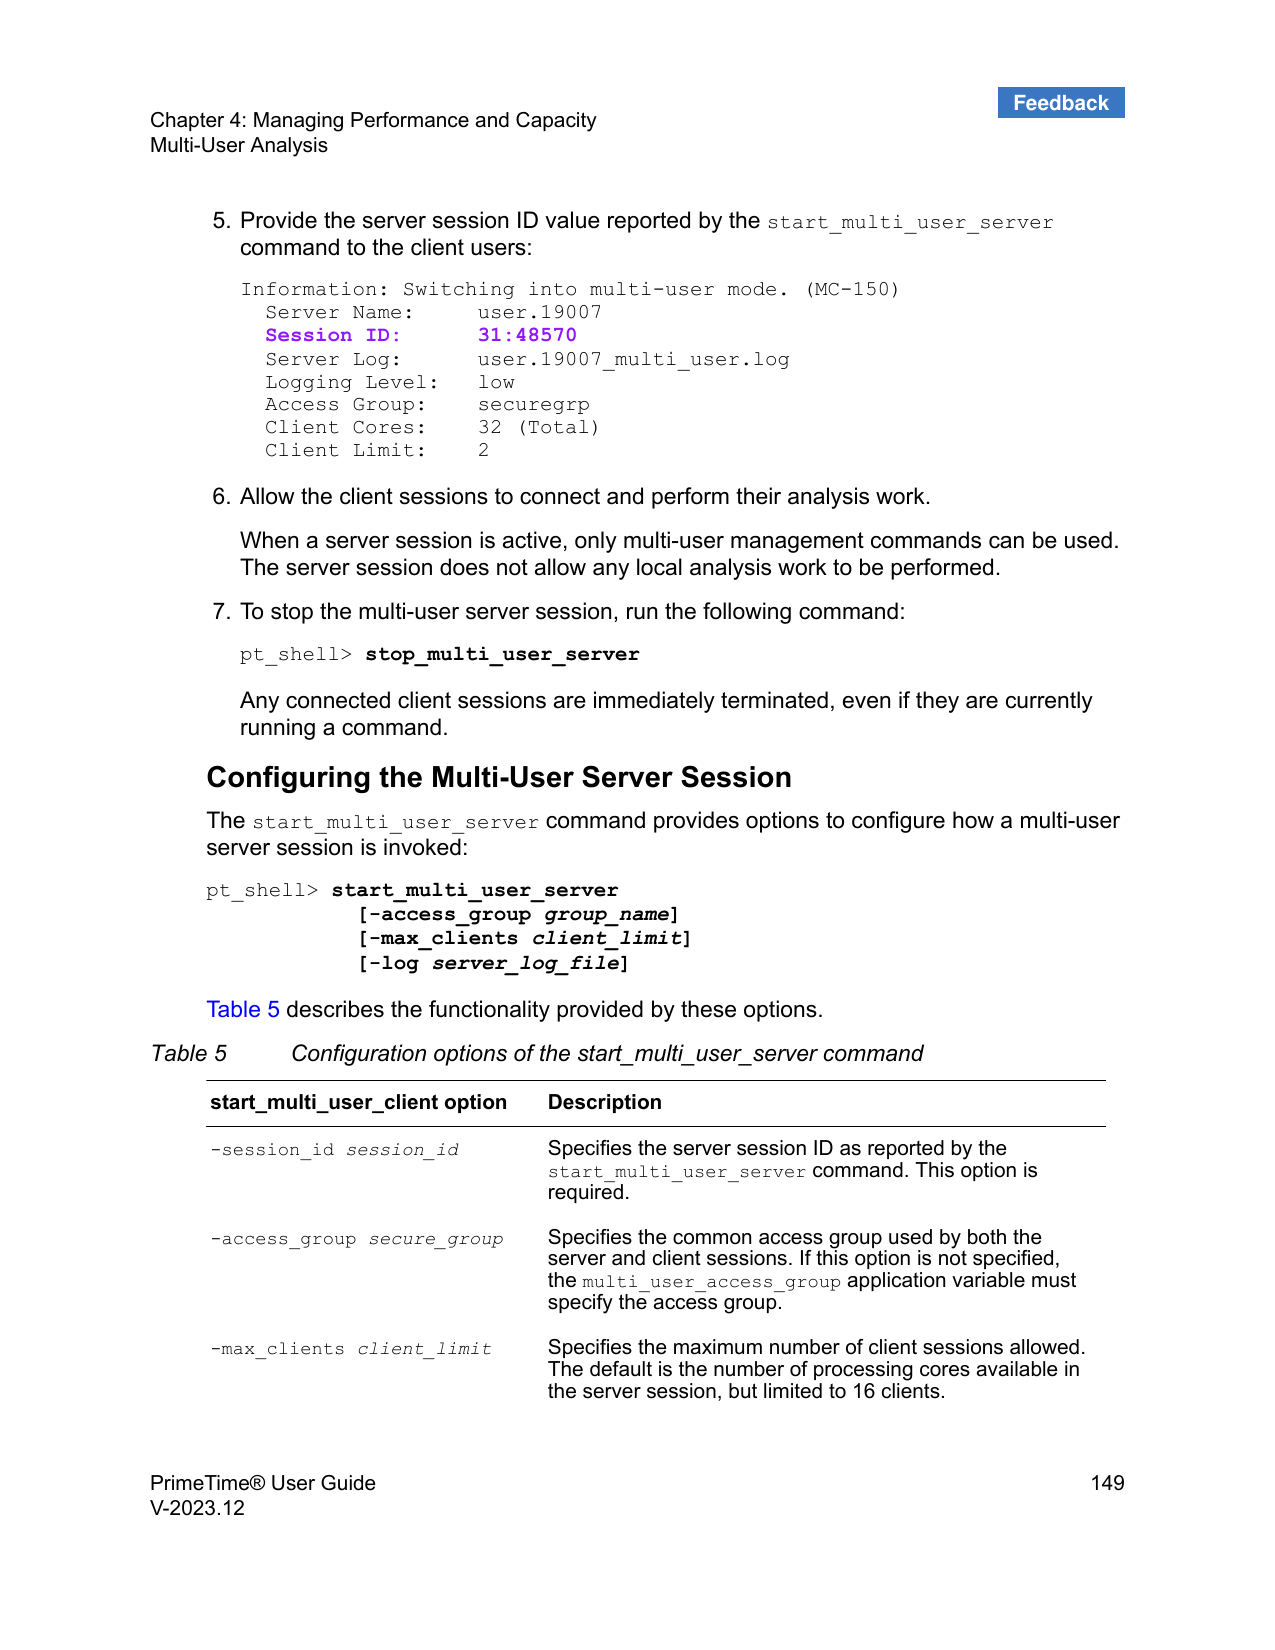 Feedback
Chapter 4: Managing Performance and Capacity
Multi-User Analysis
5. Provide the server session ID value reported by the start_multi_user_server
command to the client users:
Information: Switching into multi-user mode. (MC-150)
Server Name: user.19007
Session ID: 31:48570
Server Log: user.19007_multi_user.log
Logging Level: low
Access Group: securegrp
Client Cores: 32 (Total)
Client Limit: 2
6. Allow the client sessions to connect and perform their analysis work.
When a server session is active, only multi-user management commands can be used.
The server session does not allow any local analysis work to be performed.
7. To stop the multi-user server session, run the following command:
pt_shell> stop_multi_user_server
Any connected client sessions are immediately terminated, even if they are currently
running a command.
Configuring the Multi-User Server Session
The start_multi_user_server command provides options to configure how a multi-user
server session is invoked:
pt_shell> start_multi_user_server
[-access_group group_name]
[-max_clients client_limit]
[-log server_log_file]
Table 5 describes the functionality provided by these options.
Table 5 Configuration options of the start_multi_user_server command
start_multi_user_client option Description
-session_id session_id Specifies the server session ID as reported by the
start_multi_user_server command. This option is
required.
-access_group secure_group Specifies the common access group used by both the
server and client sessions. If this option is not specified,
the multi_user_access_group application variable must
specify the access group.
-max_clients client_limit Specifies the maximum number of client sessions allowed.
The default is the number of processing cores available in
the server session, but limited to 16 clients.
PrimeTime® User Guide 149
V-2023.12